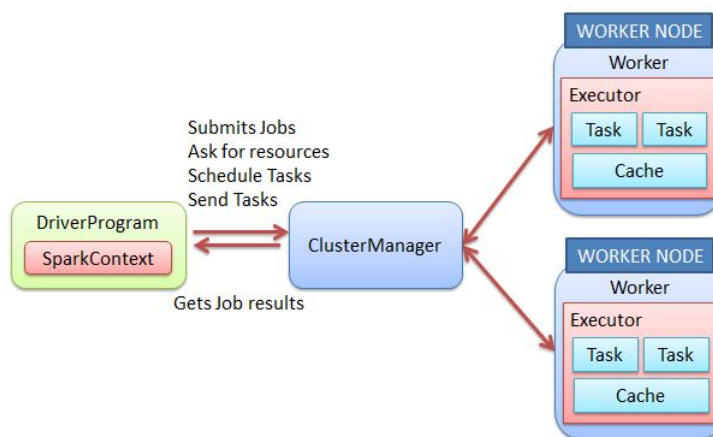 WORKER NODE
Worker
Executor
Task Task
Cache
Submits Jobs
Ask for resources
Schedule Tasks
Send Tasks
DriverProgram
SparkContext
ClusterManager
Gets Job results
WORKER NODE
Worker
Executor
Task Task
Cache